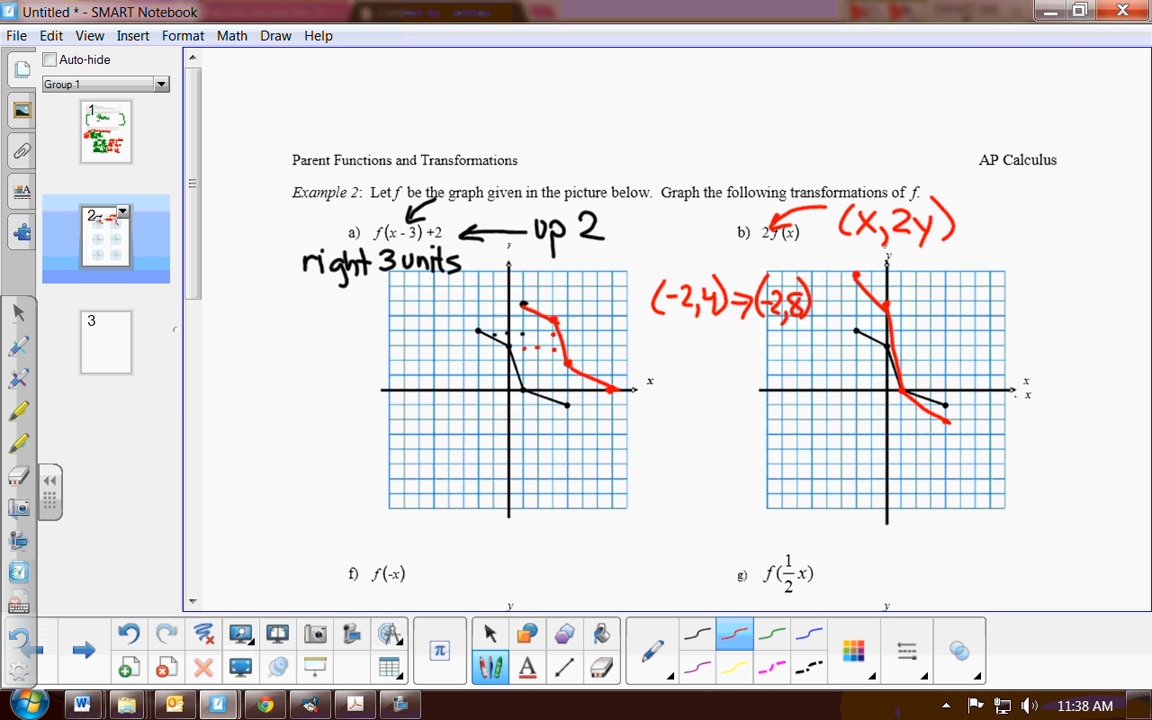 Untitled * - SMART Notebook
File Edit View Insert Format Math Draw Help
Auto-hide
Group 1
1
2
3
Parent Functions and Transformations AP Calculus
Example 2: Let f be the graph given in the picture below. Graph the following transformations of f.
a) f(x - 3) +2 up 2
right 3 units
b) 2f(x) (x, 2y)
(-2,4) ⇒ (-2,8)
y
x
y
x
x
f) f(-x)
g) f(1/2 x)
y
y
π
A
11:38 AM